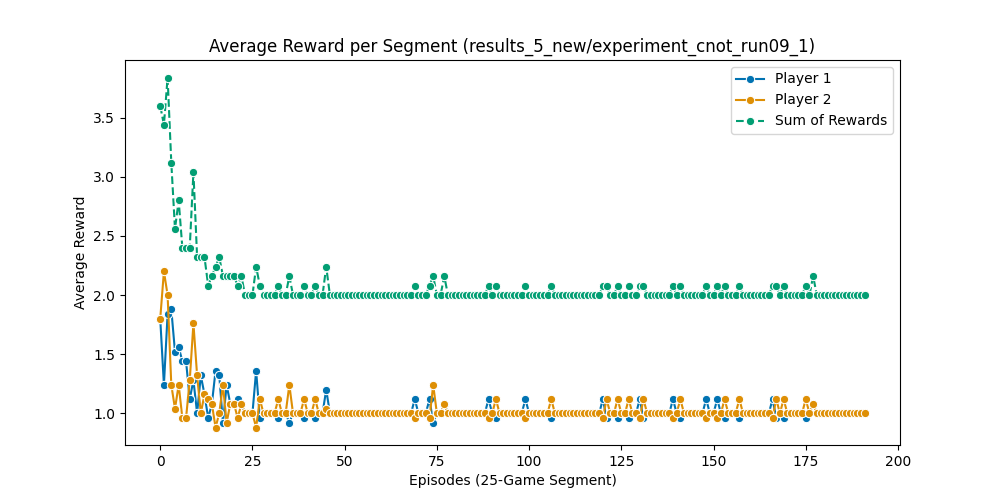 Average Reward per Segment (results_5_new/experiment_cnot_run09_1)
Player 1
Player 2
Sum of Rewards
Average Reward
3.5
3.0
2.5
2.0
1.5
1.0
0 25 50 75 100 125 150 175 200
Episodes (25-Game Segment)